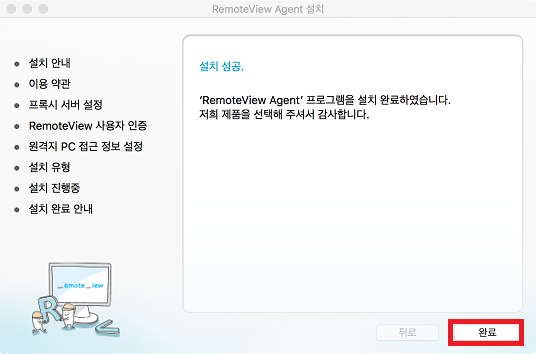 RemoteView Agent 설치
설치 안내
이용 약관
프록시 서버 설정
RemoteView 사용자 인증
원격지 PC 접근 정보 설정
설치 유형
설치 진행중
설치 완료 안내
설치 성공.
‘RemoteView Agent’ 프로그램을 설치 완료하였습니다.
저희 제품을 선택해 주셔서 감사합니다.
_emote_iew
R
V
뒤로
완료